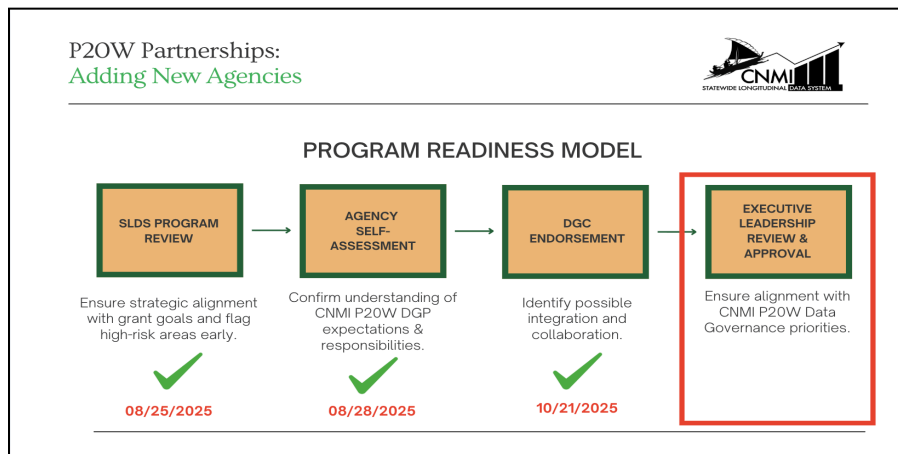 P20W Partnerships:
Adding New Agencies
CNMI
STATEWIDE LONGITUDINAL DATA SYSTEM
PROGRAM READINESS MODEL
SLDS PROGRAM
REVIEW
Ensure strategic alignment
with grant goals and flag
high-risk areas early.
08/25/2025
AGENCY
SELF-
ASSESSMENT
Confirm understanding of
CNMI P20W DGP
expectations &
responsibilities.
08/28/2025
DGC
ENDORSEMENT
Identify possible
integration and
collaboration.
10/21/2025
EXECUTIVE
LEADERSHIP
REVIEW &
APPROVAL
Ensure alignment with
CNMI P20W Data
Governance priorities.